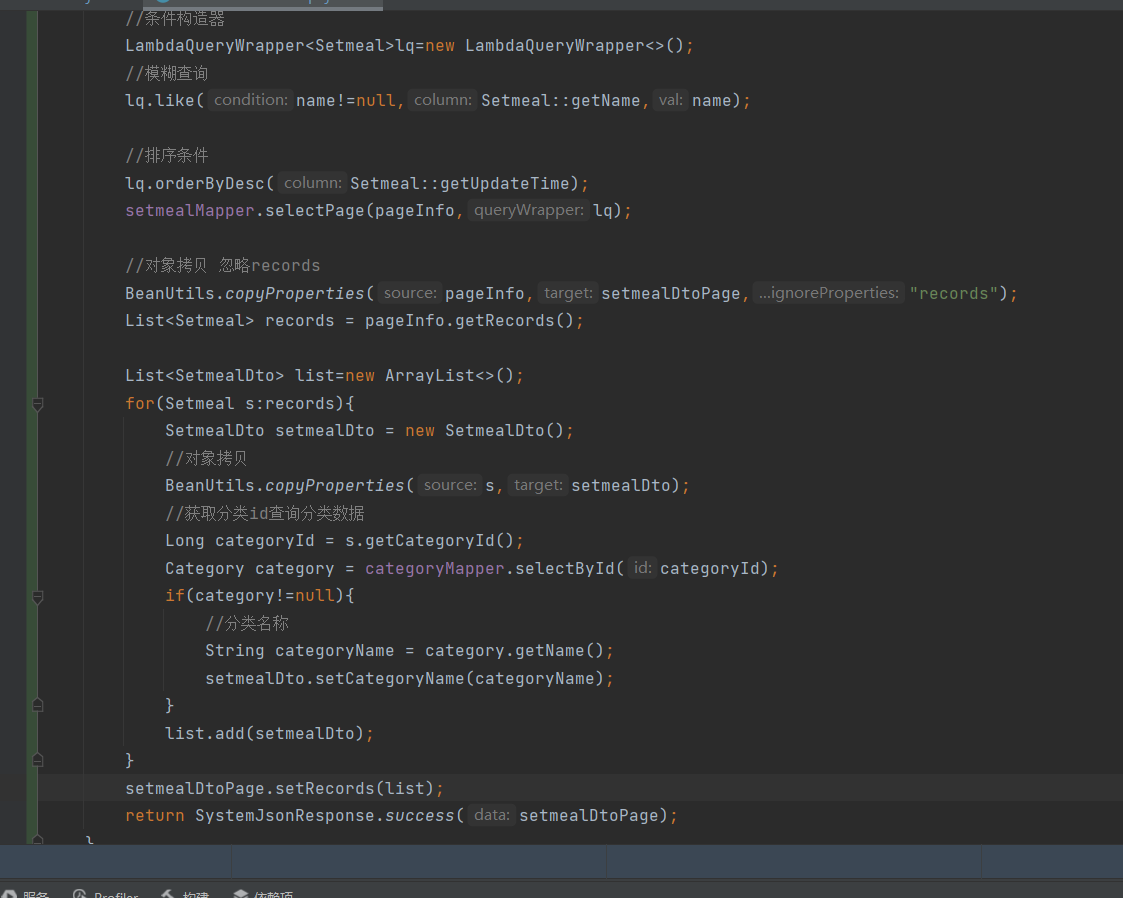 //条件构造器
LambdaQueryWrapper<Setmeal>lq=new LambdaQueryWrapper<>();
//模糊查询
lq.like( condition: name!=null, column: Setmeal::getName, val: name);
//排序条件
lq.orderByDesc( column: Setmeal::getUpdateTime);
setmealMapper.selectPage(pageInfo, queryWrapper: lq);
//对象拷贝 忽略records
BeanUtils.copyProperties( source: pageInfo, target: setmealDtoPage, ...ignoreProperties: "records");
List<Setmeal> records = pageInfo.getRecords();
List<SetmealDto> list=new ArrayList<>();
for(Setmeal s:records){
SetmealDto setmealDto = new SetmealDto();
//对象拷贝
BeanUtils.copyProperties( source: s, target: setmealDto);
//获取分类id查询分类数据
Long categoryId = s.getCategoryId();
Category category = categoryMapper.selectById( id: categoryId);
if(category!=null){
//分类名称
String categoryName = category.getName();
setmealDto.setCategoryName(categoryName);
}
list.add(setmealDto);
}
setmealDtoPage.setRecords(list);
return SystemJsonResponse.success( data: setmealDtoPage);
}
服务 Profiler 构建 依赖项